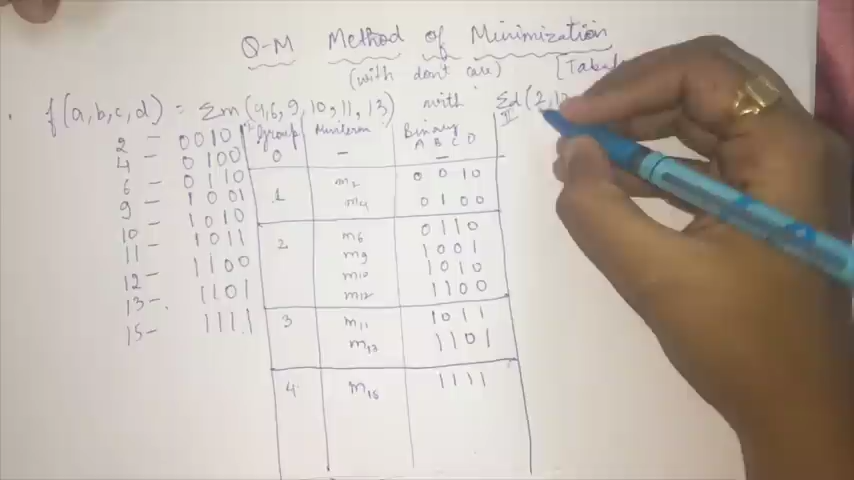 Q-M Method of Minimization
(with don't care)
f(a,b,c,d) = Σm(4,6,9,10,11,13) with Σd(2,12
2 - 0010
4 - 0100
6 - 0110
9 - 1001
10 - 1010
11 - 1011
12 - 1100
13 - 1101
15 - 1111
Group Minterm Binary
A B C D
0 - -
1 m2 0 0 1 0
m4 0 1 0 0
2 m6 0 1 1 0
m9 1 0 0 1
m10 1 0 1 0
m12 1 1 0 0
3 m11 1 0 1 1
m13 1 1 0 1
4 m15 1 1 1 1